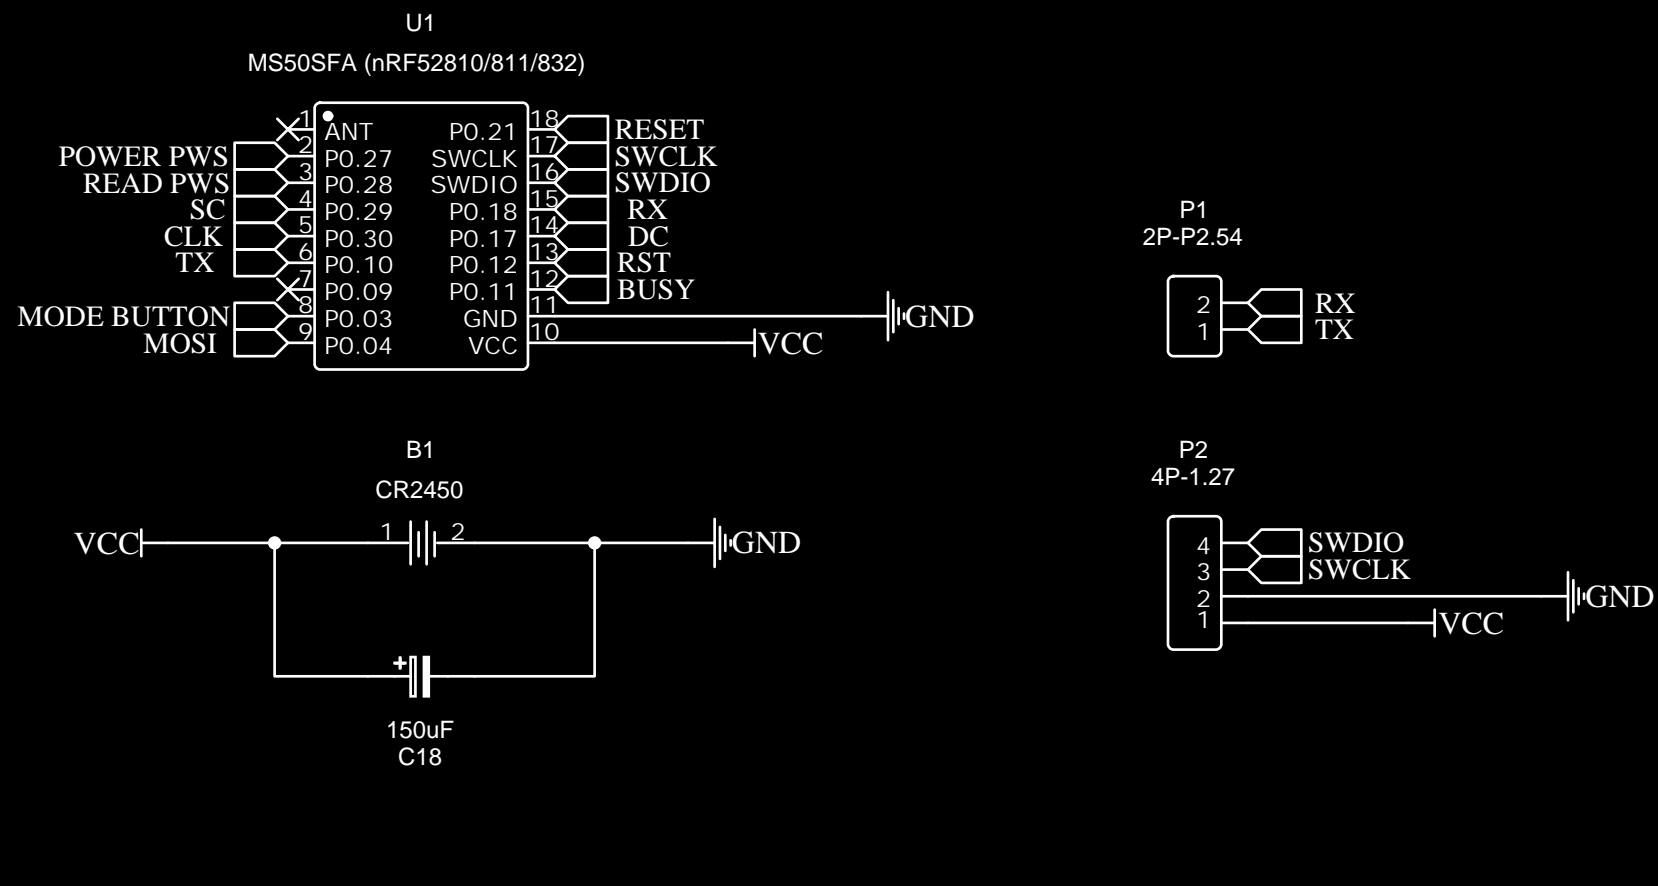 U1
MS50SFA (nRF52810/811/832)
1 ANT P0.21 18 RESET
POWER PWS 2 P0.27 SWCLK 17 SWCLK
READ PWS 3 P0.28 SWDIO 16 SWDIO
SC 4 P0.29 P0.18 15 RX
CLK 5 P0.30 P0.17 14 DC
TX 6 P0.10 P0.12 13 RST
7 P0.09 P0.11 12 BUSY
MODE BUTTON 8 P0.03 GND 11 GND
MOSI 9 P0.04 VCC 10 VCC
P1
2P-P2.54
2 RX
1 TX
B1
CR2450
VCC 1 2 GND
+
150uF
C18
P2
4P-1.27
4 SWDIO
3 SWCLK
2 GND
1 VCC